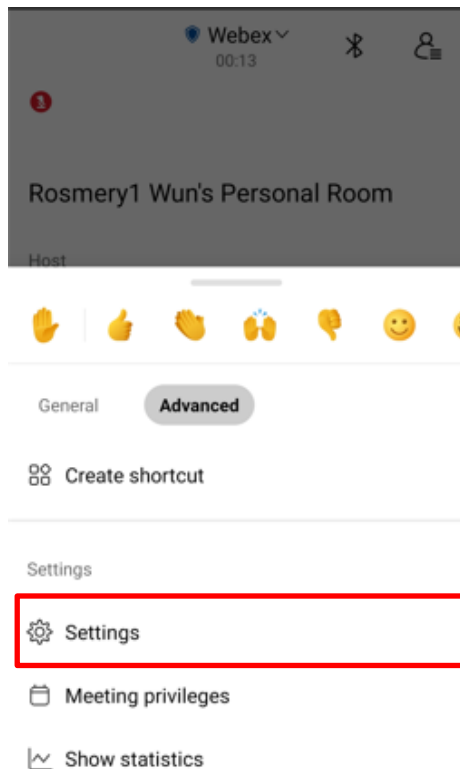 Webex
00:13
Rosmery1 Wun's Personal Room
Host
General
Advanced
Create shortcut
Settings
Settings
Meeting privileges
Show statistics